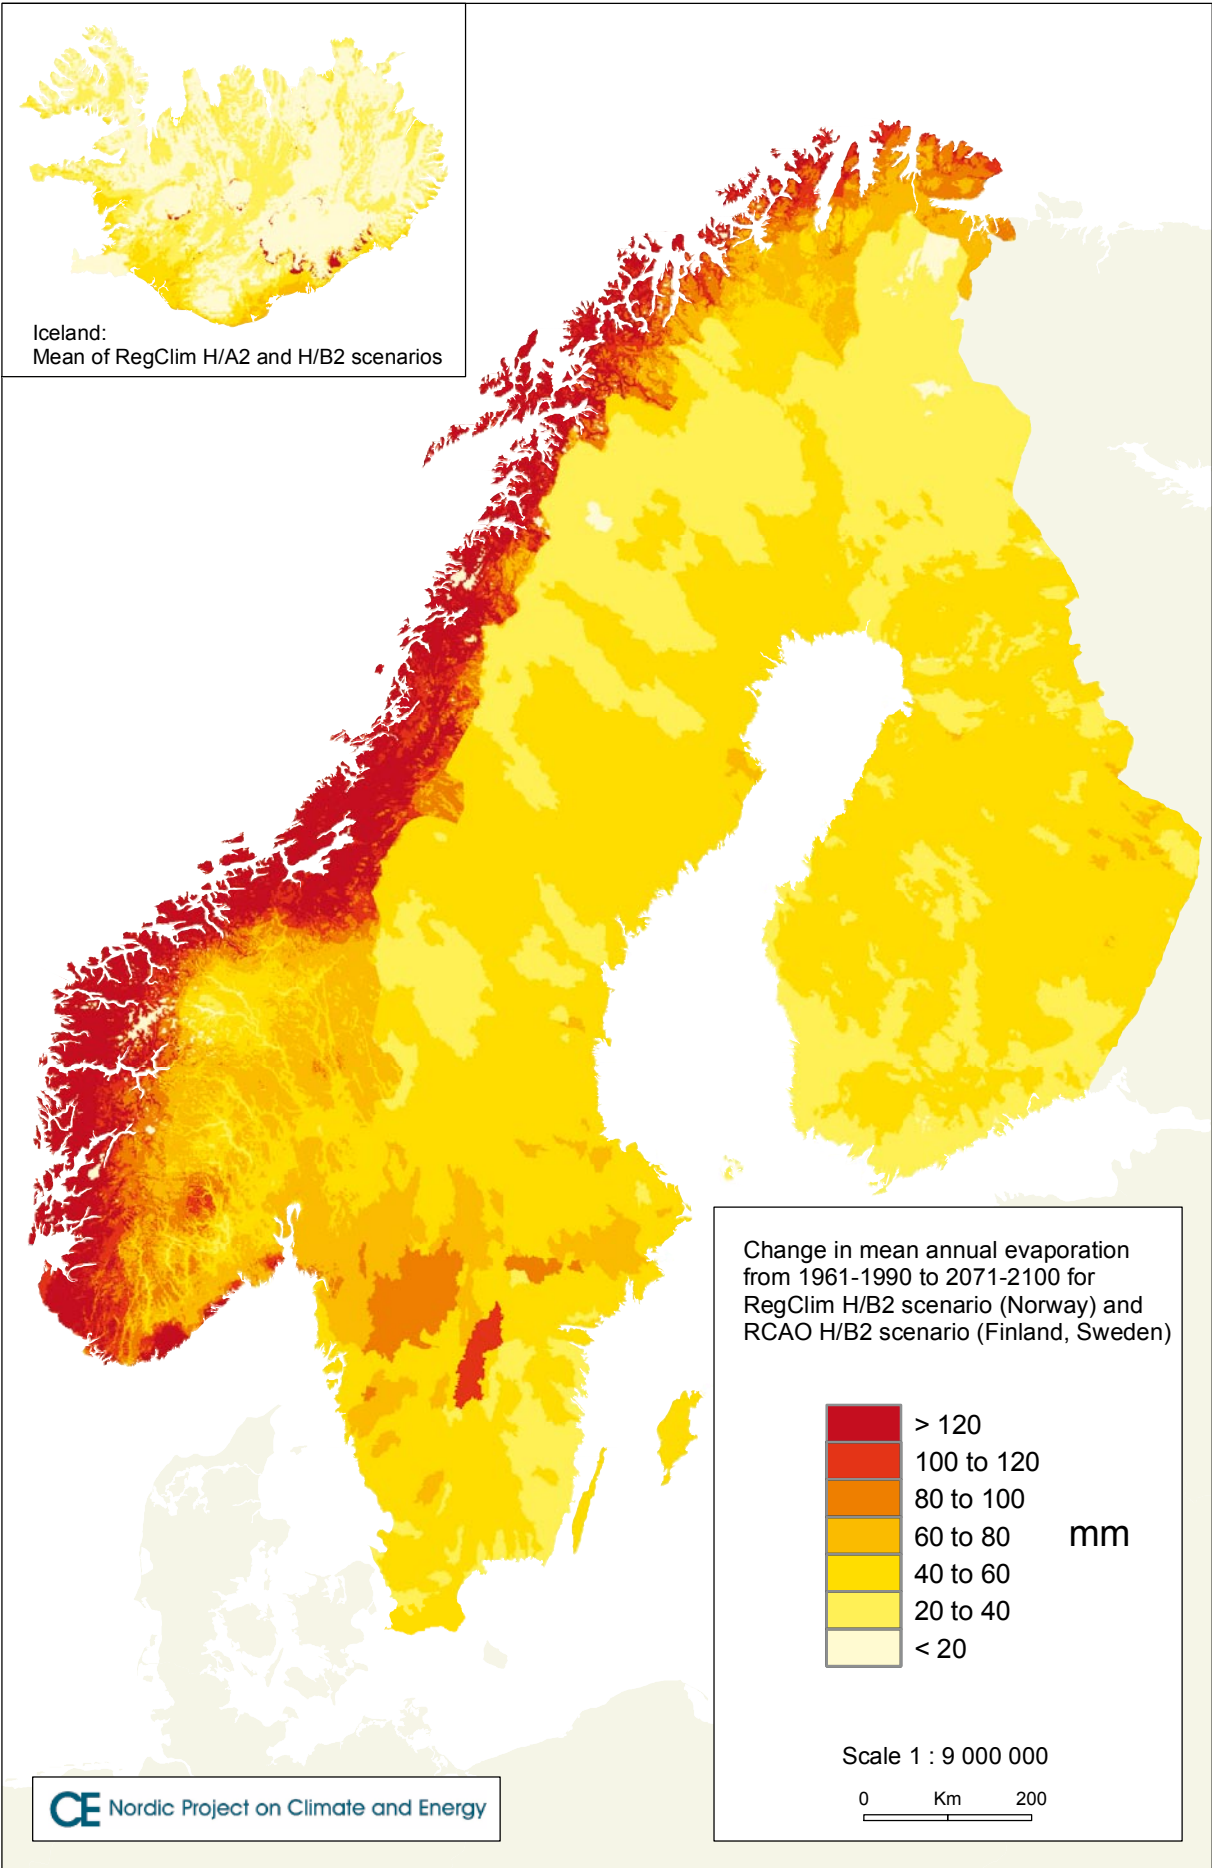 Iceland:
Mean of RegClim H/A2 and H/B2 scenarios
Change in mean annual evaporation
from 1961-1990 to 2071-2100 for
RegClim H/B2 scenario (Norway) and
RCAO H/B2 scenario (Finland, Sweden)
> 120
100 to 120
80 to 100
60 to 80
mm
40 to 60
20 to 40
< 20
Scale 1 : 9 000 000
0 Km 200
CE Nordic Project on Climate and Energy